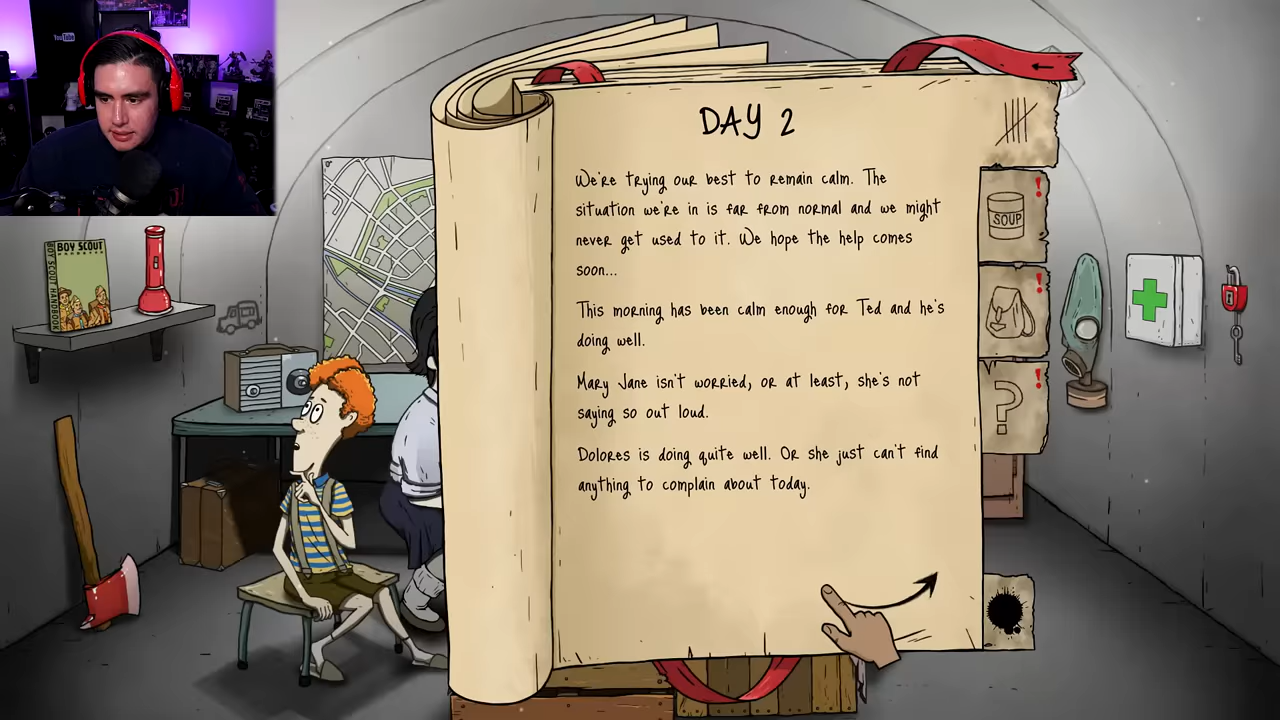 YouTube
BOY SCOUT
HANDBOOK
BOY SCOUT HANDBOOK
DAY 2
We're trying our best to remain calm. The
situation we're in is far from normal and we might
never get used to it. We hope the help comes
soon...
This morning has been calm enough for Ted and he's
doing well.
Mary Jane isn't worried, or at least, she's not
saying so out loud.
Dolores is doing quite well. Or she just can't find
anything to complain about today.
!
SOUP
!
!
?